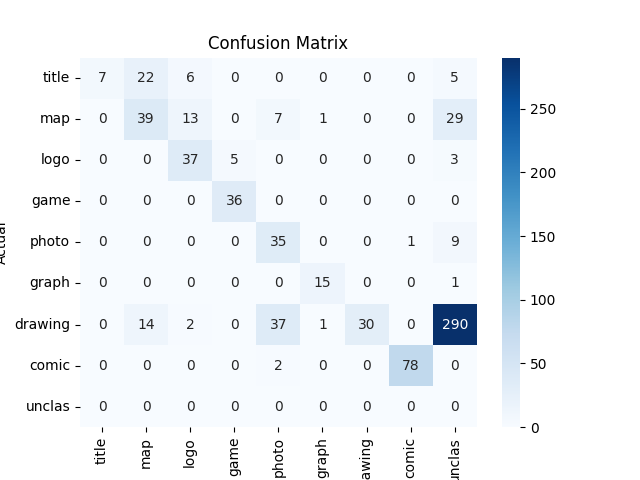 Confusion Matrix
title 7 22 6 0 0 0 0 0 5
map 0 39 13 0 7 1 0 0 29
logo 0 0 37 5 0 0 0 0 3
game 0 0 0 36 0 0 0 0 0
photo 0 0 0 0 35 0 0 1 9
graph 0 0 0 0 0 15 0 0 1
drawing 0 14 2 0 37 1 30 0 290
comic 0 0 0 0 2 0 0 78 0
unclas 0 0 0 0 0 0 0 0 0
title map logo game photo graph awing comic nclas
Actual
250
200
150
100
50
0